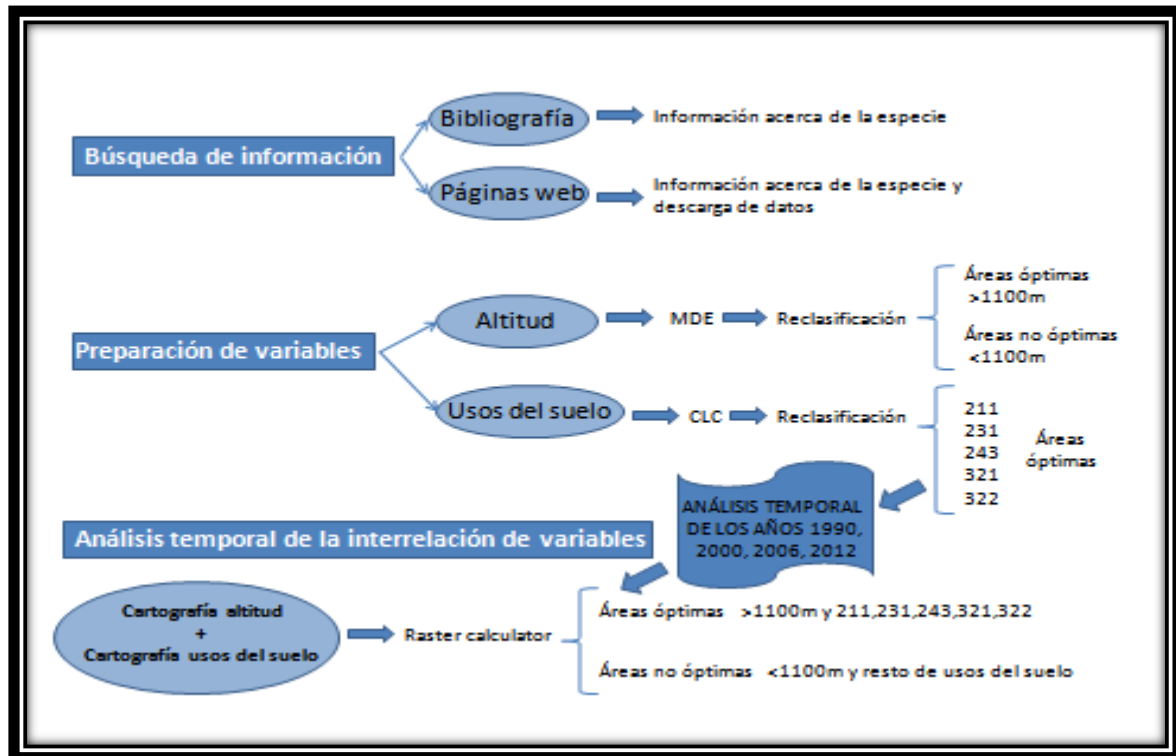 Búsqueda de información
Bibliografía
Información acerca de la especie
Páginas web
Información acerca de la especie y
descarga de datos
Preparación de variables
Altitud
MDE
Reclasificación
Áreas óptimas
>1100m
Áreas no óptimas
<1100m
Usos del suelo
CLC
Reclasificación
211
231
243
321
322
Áreas
óptimas
ANÁLISIS TEMPORAL
DE LOS AÑOS 1990,
2000, 2006, 2012
Análisis temporal de la interrelación de variables
Cartografía altitud
+
Cartografía usos del suelo
Raster calculator
Áreas óptimas >1100m y 211,231,243,321,322
Áreas no óptimas <1100m y resto de usos del suelo